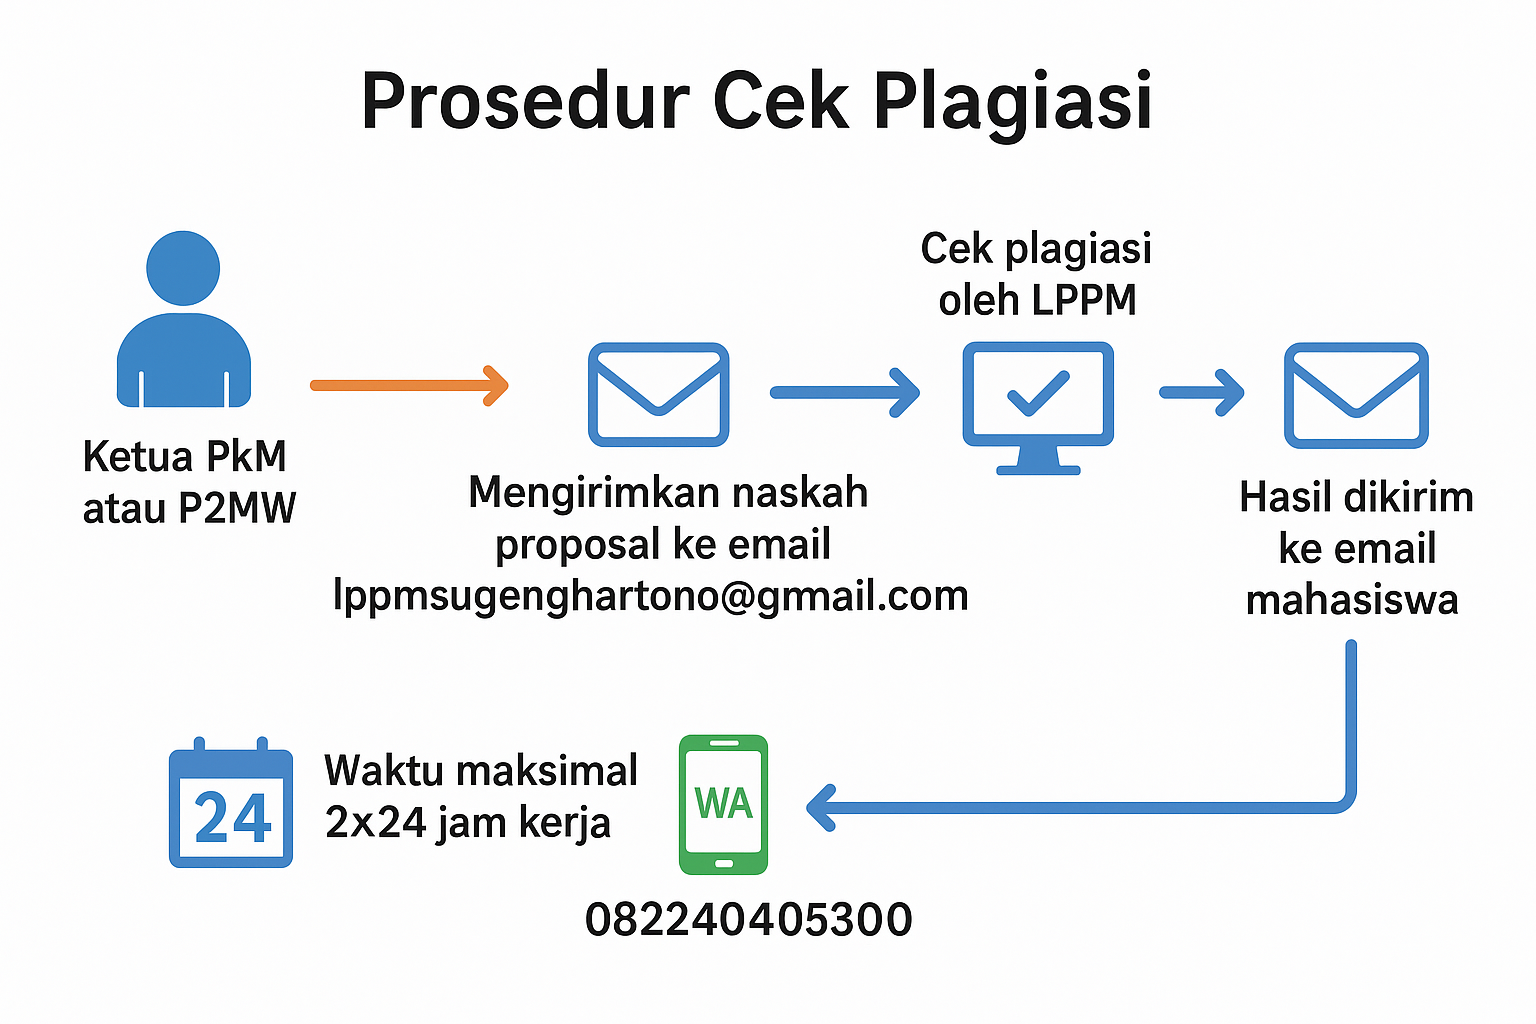 Prosedur Cek Plagiasi
Ketua PkM
atau P2MW
Mengirimkan naskah
proposal ke email
lppmsugenghartono@gmmail.com
Cek plagiasi
oleh LPPM
Hasil dikirim
ke email
mahasiswa
24
Waktu maksimal
2x24 jam kerja
WA
082240405300